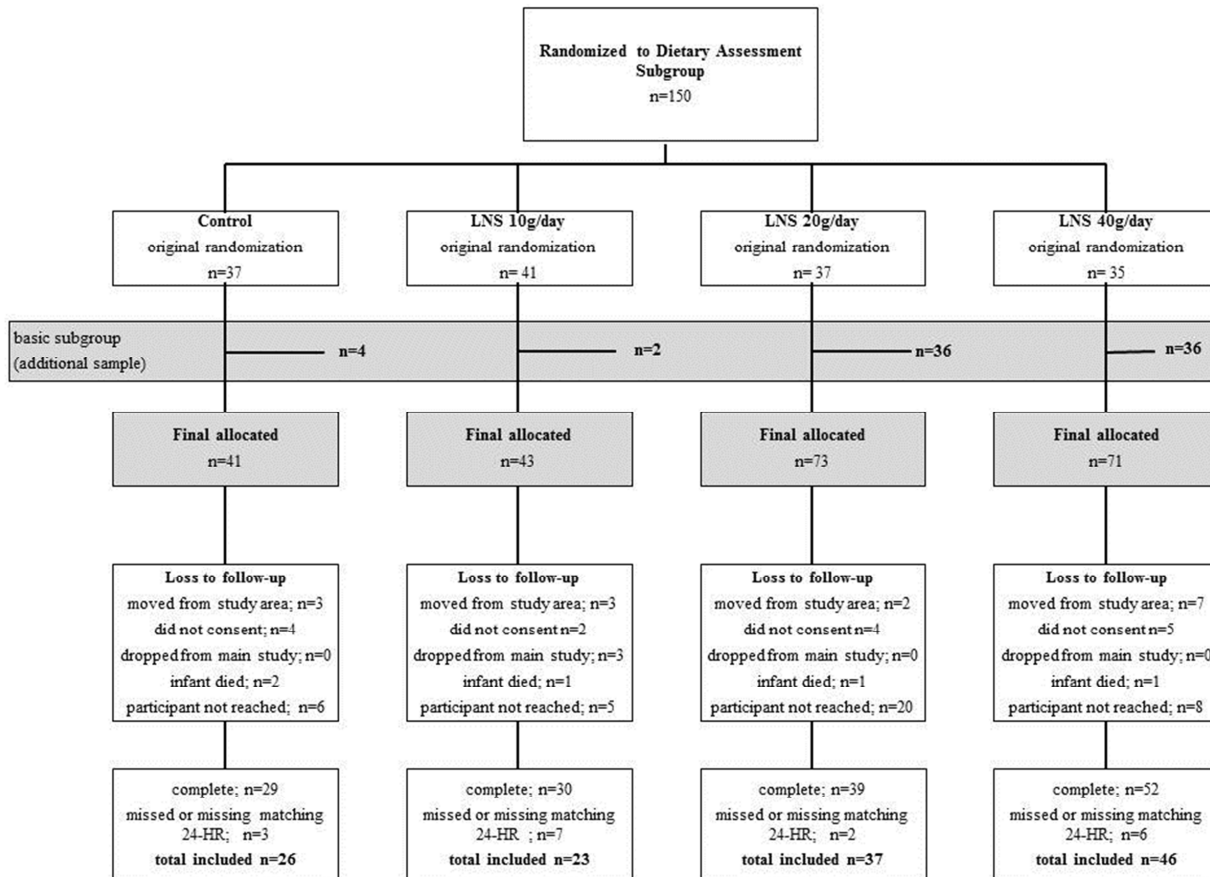 Randomized to Dietary Assessment
Subgroup
n=150
Control
original randomization
n=37
LNS 10g/day
original randomization
n= 41
LNS 20g/day
original randomization
n= 37
LNS 40g/day
original randomization
n= 35
basic subgroup
(additional sample)
n=4
n=2
n=36
n=36
Final allocated
n=41
Final allocated
n=43
Final allocated
n=73
Final allocated
n=71
Loss to follow-up
moved from study area; n=3
did not consent; n=4
dropped from main study; n=0
infant died; n=2
participant not reached; n=6
Loss to follow-up
moved from study area; n=3
did not consent n=2
dropped from main study; n=3
infant died; n=1
participant not reached; n=5
Loss to follow-up
moved from study area; n=2
did not consent n=4
dropped from main study; n=0
infant died; n=1
participant not reached; n=20
Loss to follow-up
moved from study area; n=7
did not consent; n=5
dropped from main study; n=0
infant died; n=1
participant not reached; n=8
complete; n=29
missed or missing matching
24-HR; n=3
total included n=26
complete; n=30
missed or missing matching
24-HR ; n=7
total included n=23
complete; n=39
missed or missing matching
24-HR; n=2
total included n=37
complete; n=52
missed or missing matching
24-HR; n=6
total included n=46